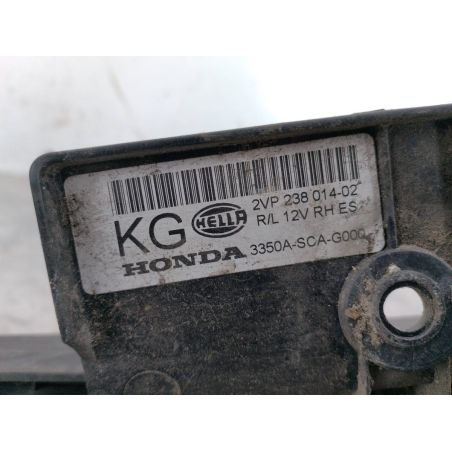 2VP 238 014-02
KG HELLA R/L 12V RH ES
HONDA 3350A-SCA-G000